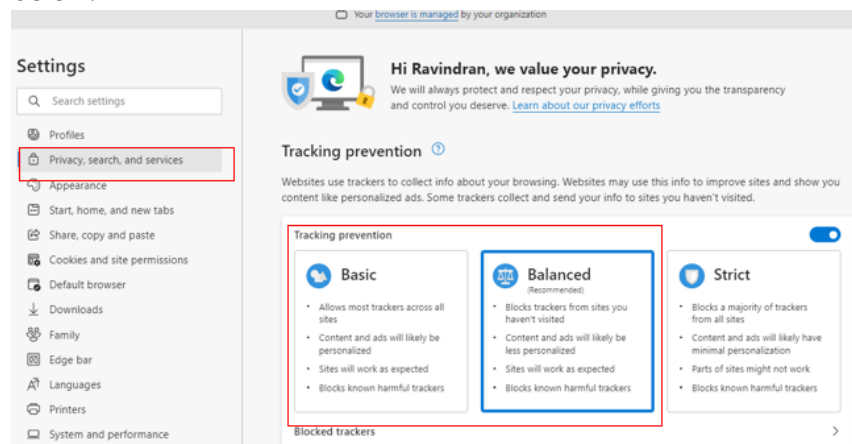 Your browser is managed by your organization
Settings
Search settings
Profiles
Privacy, search, and services
Appearance
Start, home, and new tabs
Share, copy and paste
Cookies and site permissions
Default browser
Downloads
Family
Edge bar
Languages
Printers
System and performance
Hi Ravindran, we value your privacy.
We will always protect and respect your privacy, while giving you the transparency
and control you deserve. Learn about our privacy efforts
Tracking prevention
Websites use trackers to collect info about your browsing. Websites may use this info to improve sites and show you
content like personalized ads. Some trackers collect and send your info to sites you haven't visited.
Tracking prevention
Basic
• Allows most trackers across all
sites
• Content and ads will likely be
personalized
• Sites will work as expected
• Blocks known harmful trackers
Balanced
(Recommended)
• Blocks trackers from sites you
haven't visited
• Content and ads will likely be
less personalized
• Sites will work as expected
• Blocks known harmful trackers
Strict
• Blocks a majority of trackers
from all sites
• Content and ads will likely have
minimal personalization
• Parts of sites might not work
• Blocks known harmful trackers
Blocked trackers